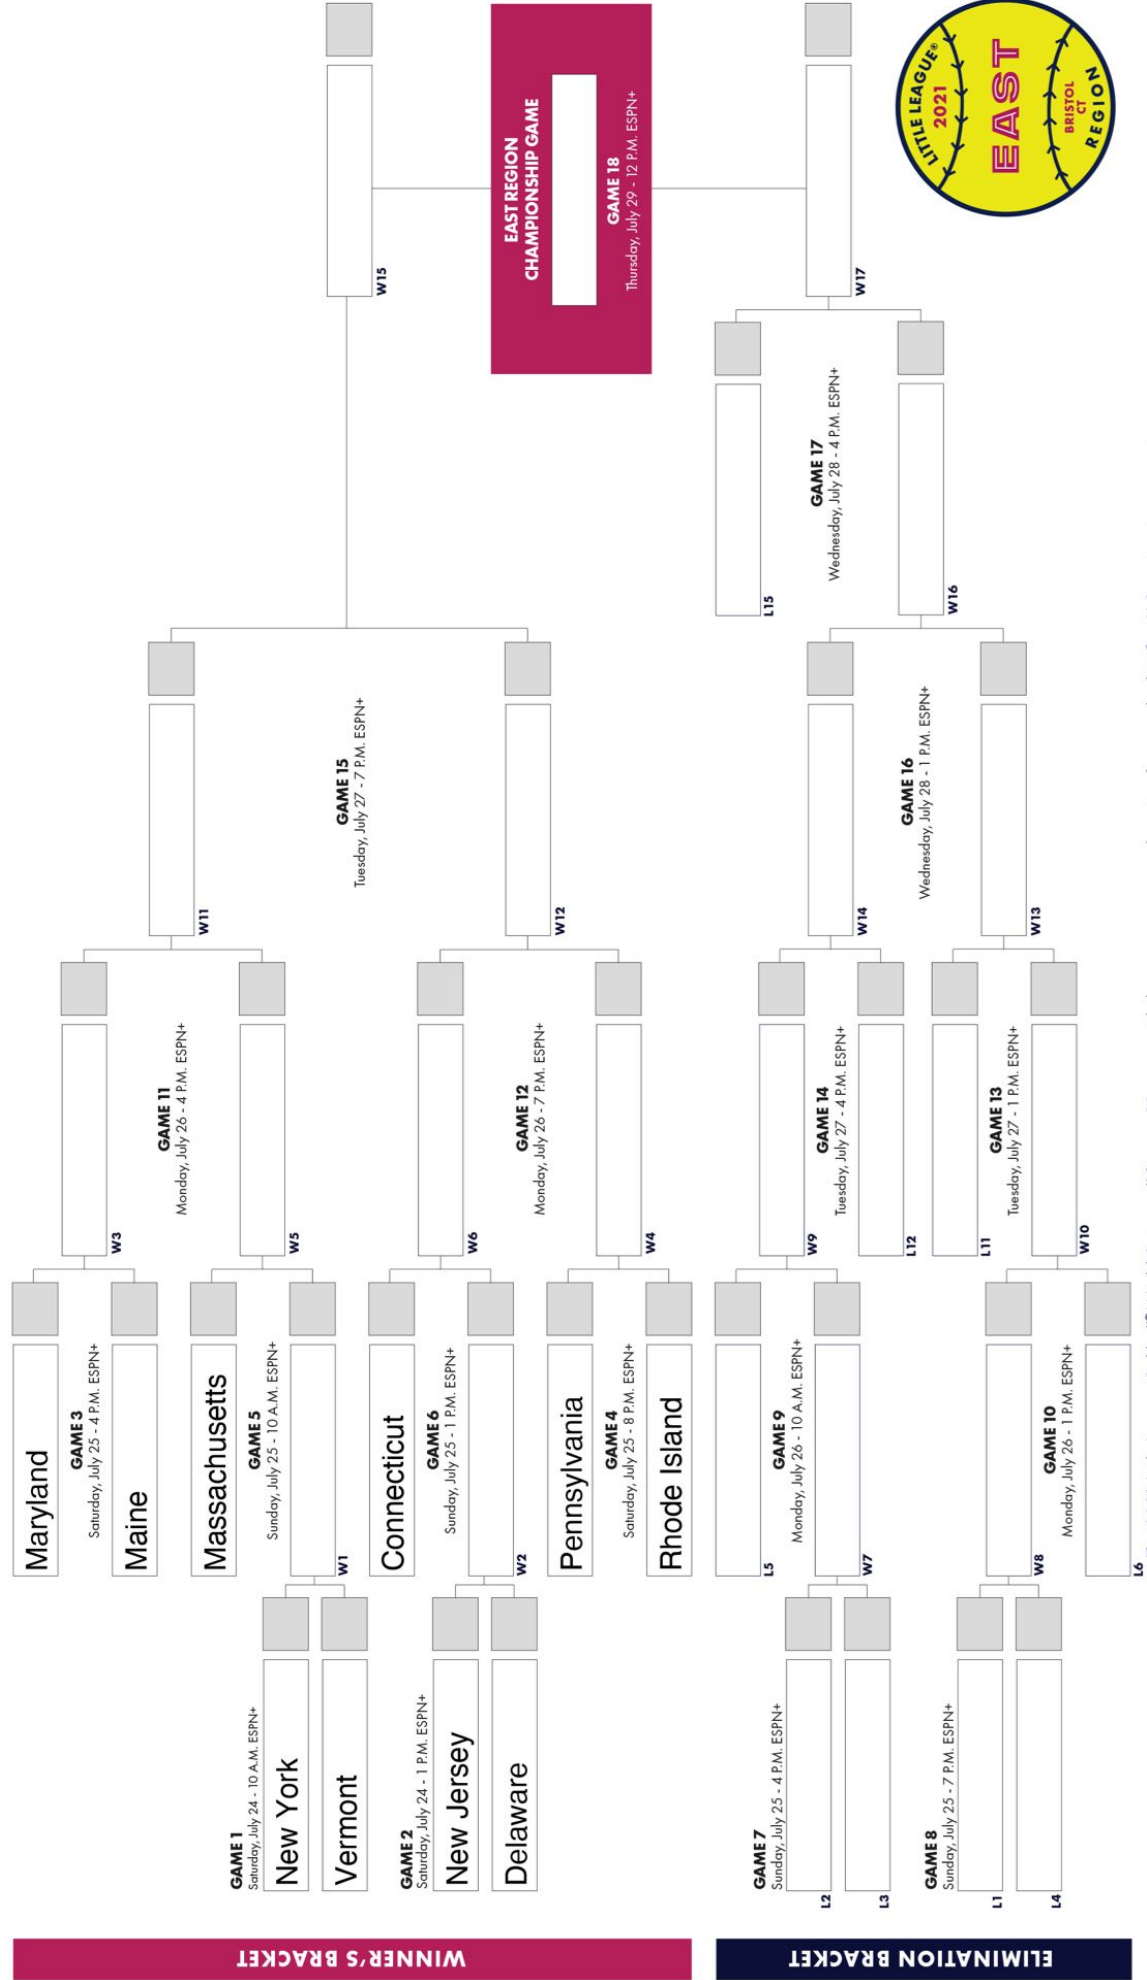 WINNER'S BRACKET
GAME 1
Saturday, July 24 - 10 A.M. ESPN+
New York
Vermont
GAME 2
Saturday, July 24 - 1 P.M. ESPN+
New Jersey
Delaware
Maryland
GAME 3
Saturday, July 25 - 4 P.M. ESPN+
Maine
Massachusetts
GAME 5
Sunday, July 25 - 10 A.M. ESPN+
W1
Connecticut
GAME 6
Sunday, July 25 - 1 P.M. ESPN+
W2
Pennsylvania
GAME 4
Saturday, July 25 - 8 P.M. ESPN+
Rhode Island
W3
GAME 11
Monday, July 26 - 4 P.M. ESPN+
W5
W6
GAME 12
Monday, July 26 - 7 P.M. ESPN+
W4
W11
GAME 15
Tuesday, July 27 - 7 P.M. ESPN+
W12
W15
EAST REGION
CHAMPIONSHIP GAME
GAME 18
Thursday, July 29 - 12 P.M. ESPN+
ELIMINATION BRACKET
GAME 7
Sunday, July 25 - 4 P.M. ESPN+
L2
L3
GAME 8
Sunday, July 25 - 7 P.M. ESPN+
L1
L4
L5
GAME 9
Monday, July 26 - 10 A.M. ESPN+
W7
W8
GAME 10
Monday, July 26 - 1 P.M. ESPN+
L6
W9
GAME 14
Tuesday, July 27 - 4 P.M. ESPN+
L12
L11
GAME 13
Tuesday, July 27 - 1 P.M. ESPN+
W10
W14
GAME 16
Wednesday, July 28 - 1 P.M. ESPN+
W13
L15
GAME 17
Wednesday, July 28 - 4 P.M. ESPN+
W16
W17
LITTLE LEAGUE®
2021
EAST
BRISTOL
CT
REGION